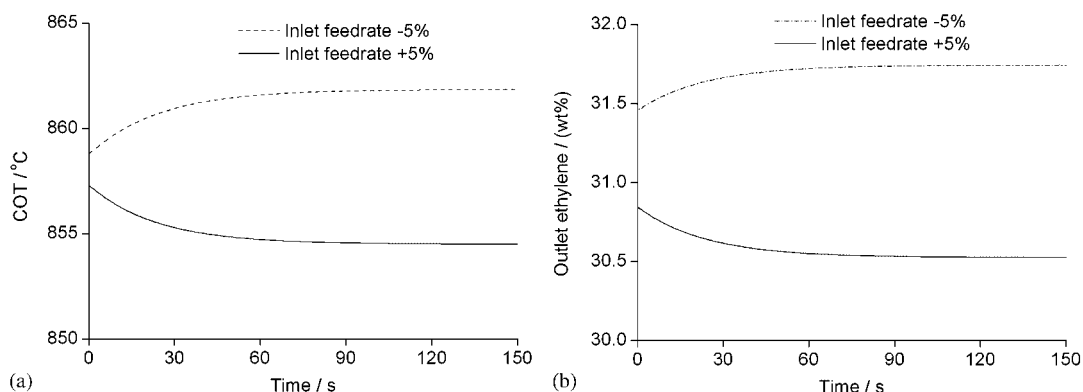 865
860
854
850
COT / °C
Inlet feedrate -5%
Inlet feedrate +5%
0 30 60 90 120 150
Time / s
(a)
32.0
31.5
31.0
30.5
30.0
Outlet ethylene / (wt%)
Inlet feedrate -5%
Inlet feedrate +5%
0 30 60 90 120 150
Time / s
(b)